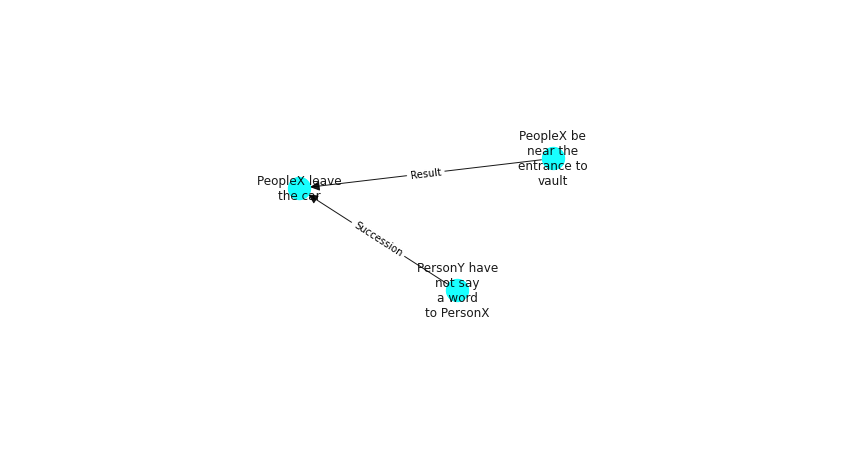 PeopleX be
near the
entrance to
vault
Result
PeopleX leave
the car
Succession
PersonY have
not say
a word
to PersonX